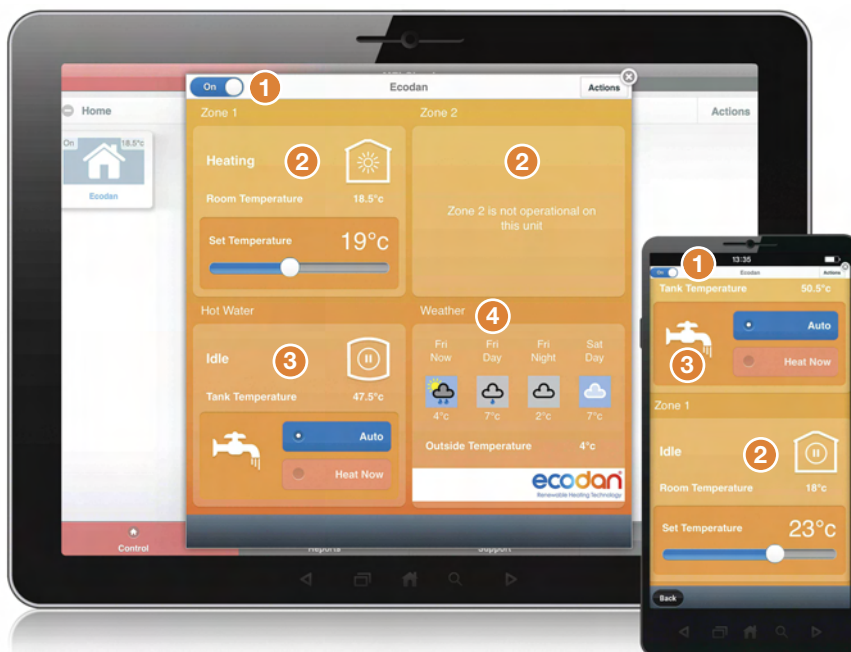 On
1
Ecodan
Actions
Home
Actions
Zone 1
Zone 2
On
18.5°c
Ecodan
Heating
2
Room Temperature
18.5°c
Set Temperature
19°c
2
Zone 2 is not operational on
this unit
Hot Water
Idle
3
Tank Temperature
47.5°c
Auto
Heat Now
Weather
4
Fri
Now
Fri
Day
Fri
Night
Sat
Day
4°c
7°c
2°c
7°c
Outside Temperature
4°c
ecodan
Renewable Heating Technology
Control
Reports
Support
13:35
On
1
Ecodan
Actions
Tank Temperature
50.5°c
3
Auto
Heat Now
Zone 1
Idle
2
Room Temperature
18°c
Set Temperature
23°c
Back